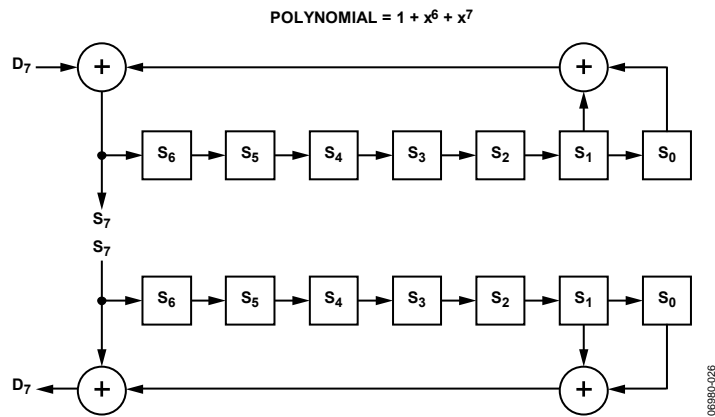 POLYNOMIAL = 1 + x⁶ + x⁷
D₇ + +
S₆ S₅ S₄ S₃ S₂ S₁ S₀
S₇
S₇
S₆ S₅ S₄ S₃ S₂ S₁ S₀
D₇ + +
06980-026